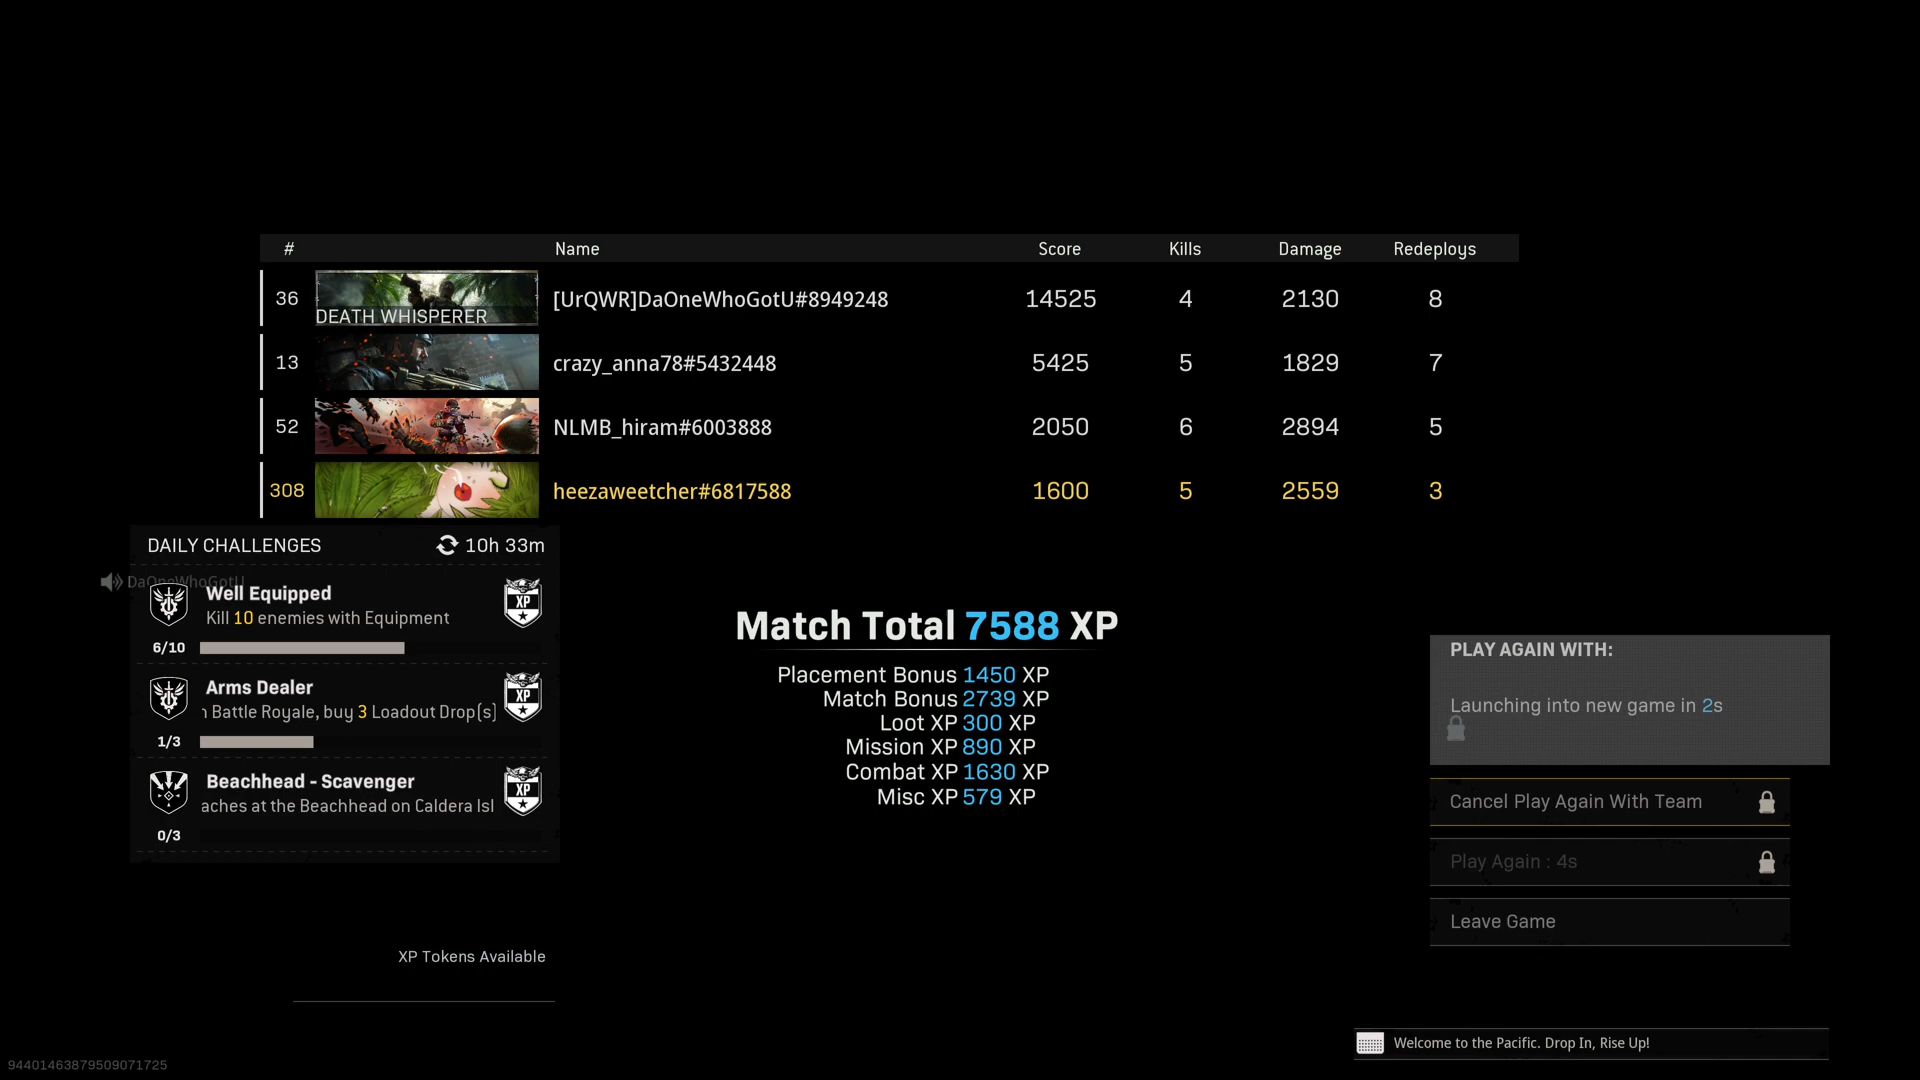 # Name Score Kills Damage Redeploys
36 DEATH WHISPERER [UrQWR]DaOneWhoGotU#8949248 14525 4 2130 8
13 crazy_anna78#5432448 5425 5 1829 7
52 NLMB_hiram#6003888 2050 6 2894 5
308 heezaweetcher#6817588 1600 5 2559 3
DAILY CHALLENGES 10h 33m
DaOneWhoGotU
Well Equipped
Kill 10 enemies with Equipment
XP
6/10
Arms Dealer
n Battle Royale, buy 3 Loadout Drop(s)
XP
1/3
Beachhead - Scavenger
aches at the Beachhead on Caldera Isl
XP
0/3
XP Tokens Available
Match Total 7588 XP
Placement Bonus 1450 XP
Match Bonus 2739 XP
Loot XP 300 XP
Mission XP 890 XP
Combat XP 1630 XP
Misc XP 579 XP
PLAY AGAIN WITH:
Launching into new game in 2s
Cancel Play Again With Team
Play Again : 4s
Leave Game
Welcome to the Pacific. Drop In, Rise Up!
94401463879509071725